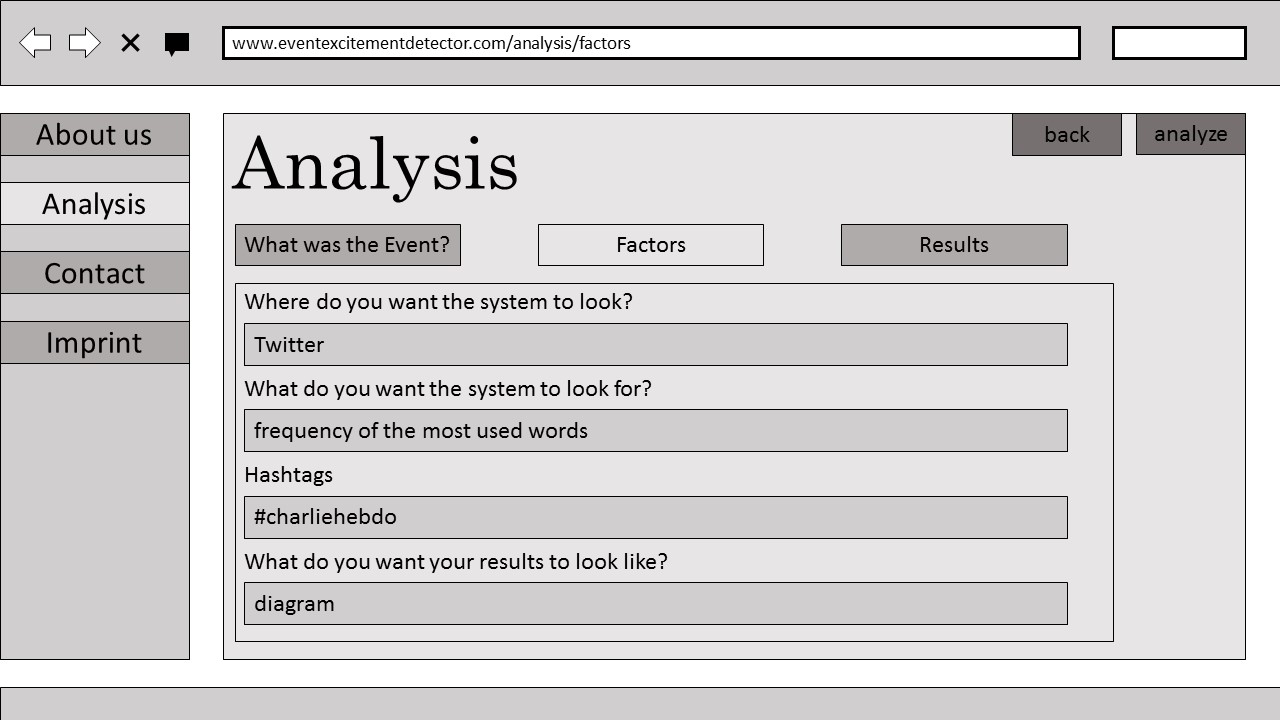 www.eventexcitementdetector.com/analysis/factors
About us
Analysis
Contact
Imprint
Analysis
back
analyze
What was the Event?
Factors
Results
Where do you want the system to look?
Twitter
What do you want the system to look for?
frequency of the most used words
Hashtags
#charliehebdo
What do you want your results to look like?
diagram